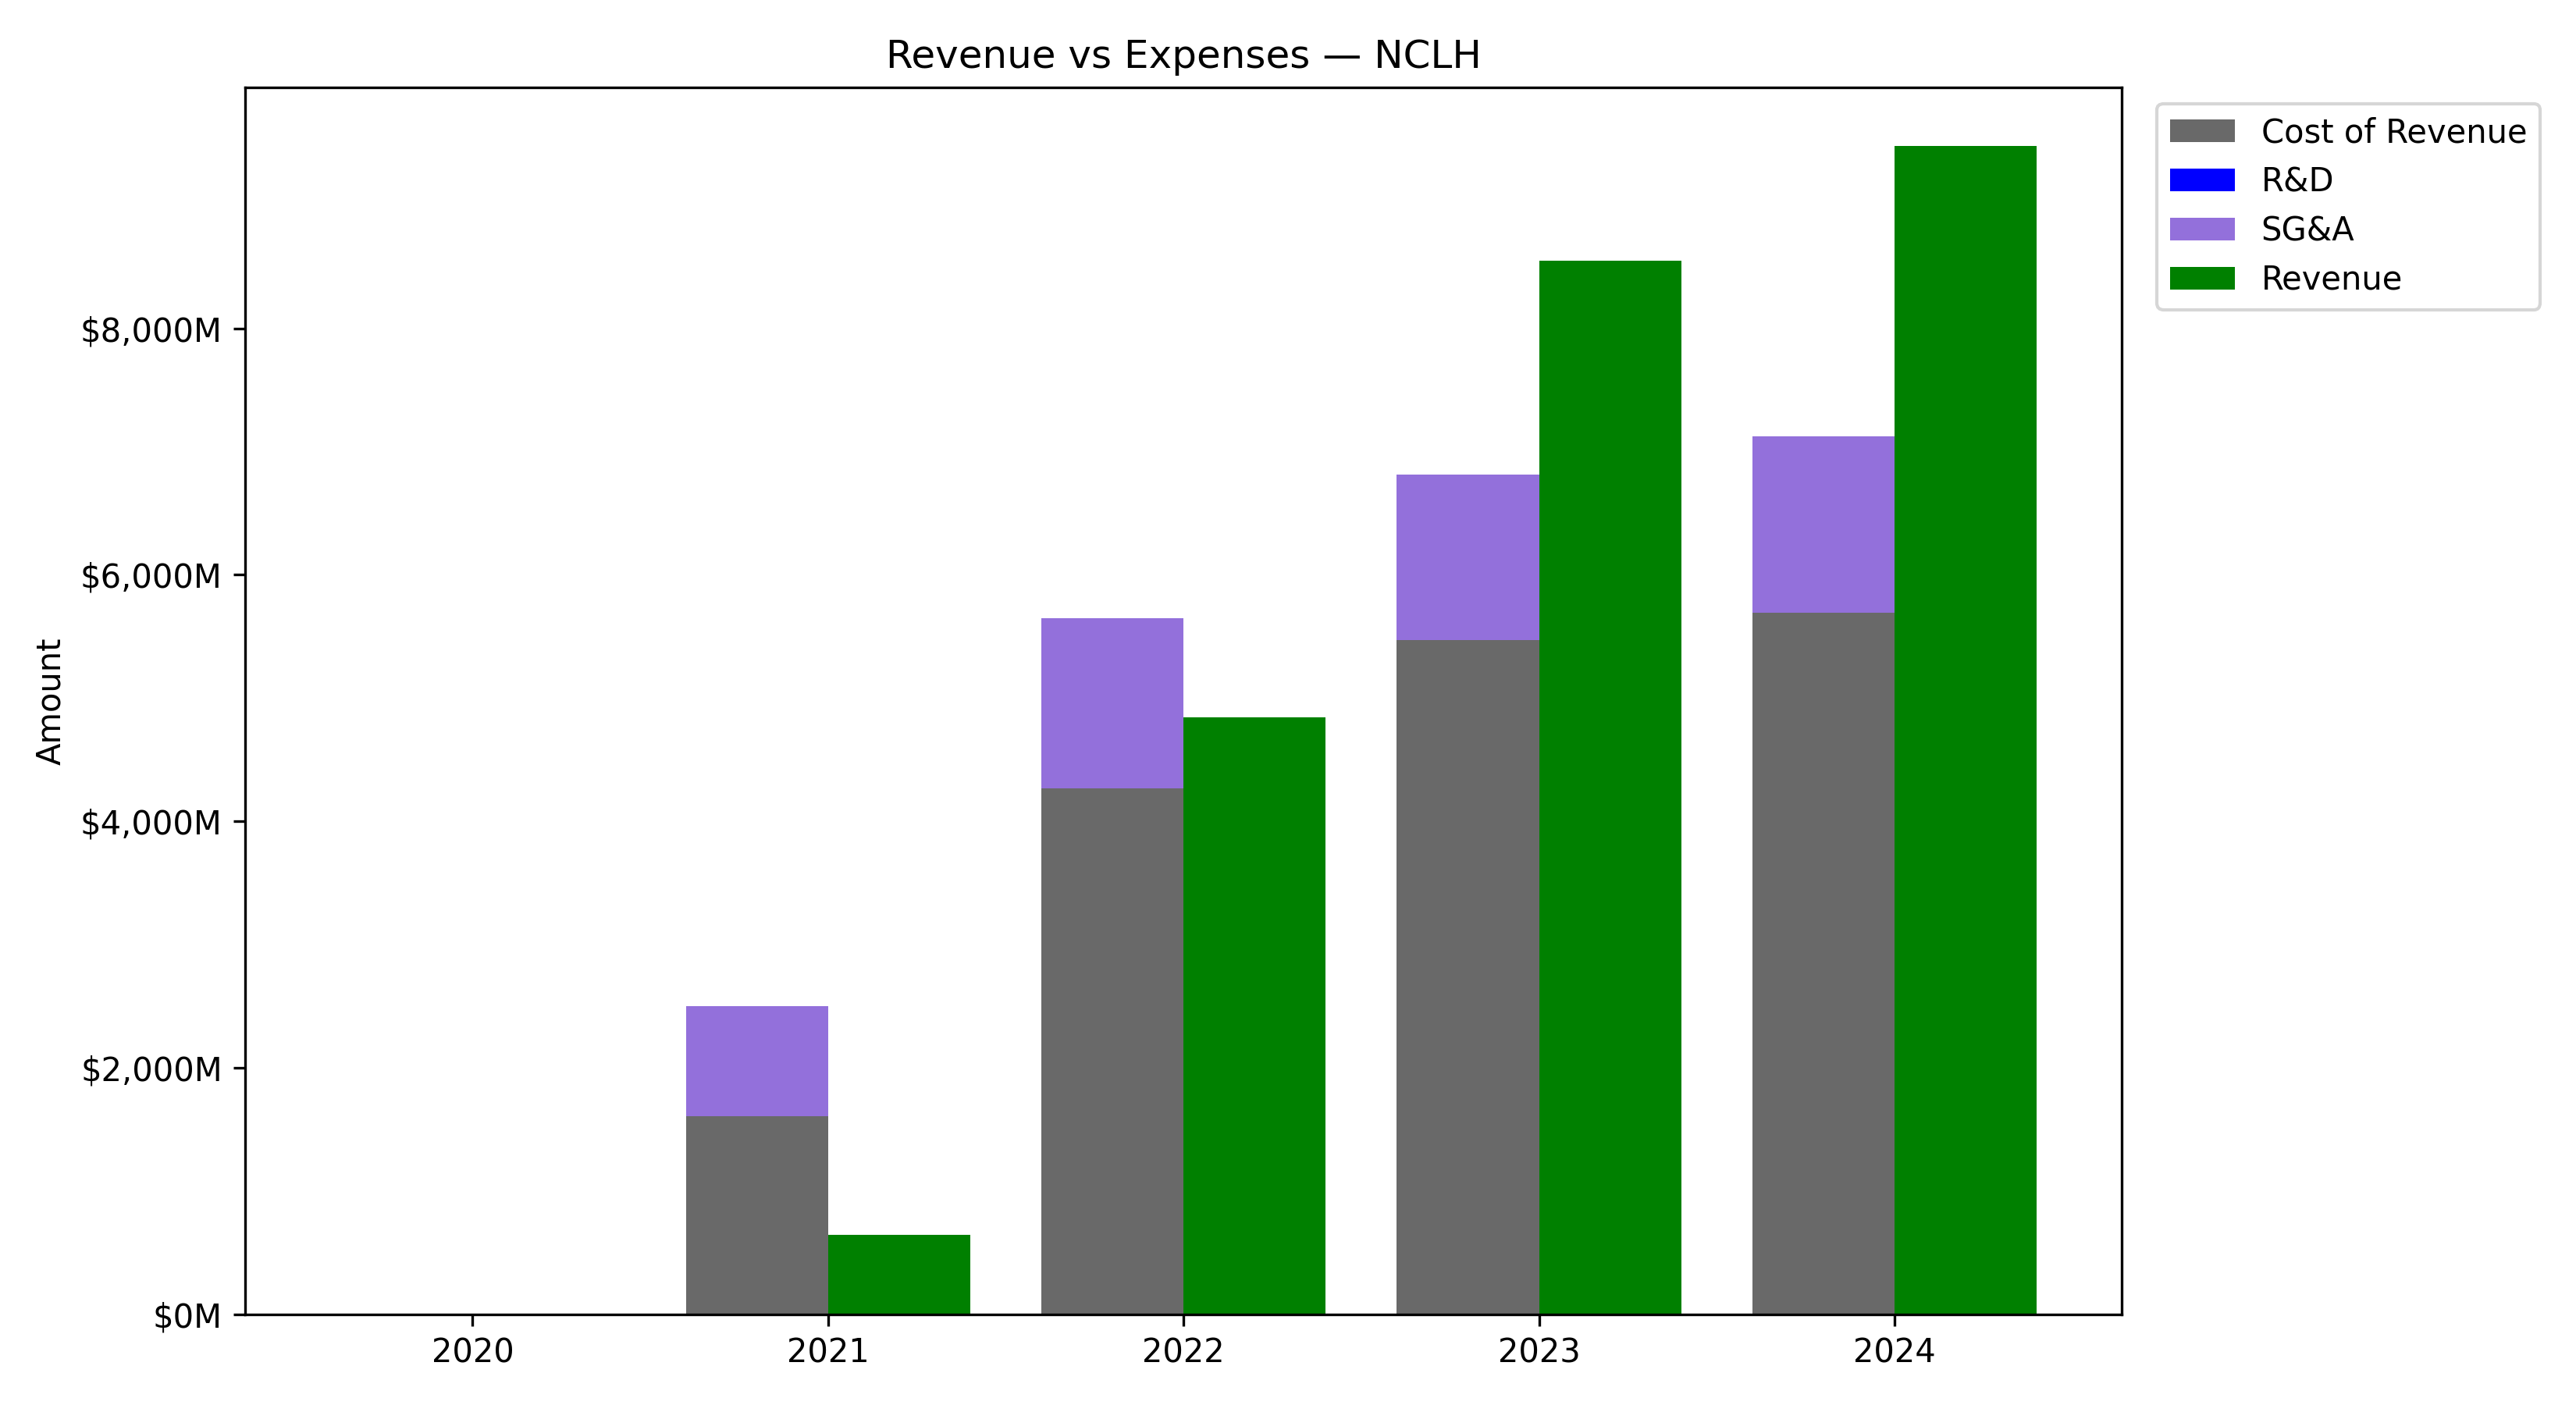 Revenue vs Expenses — NCLH
Cost of Revenue
R&D
SG&A
Revenue
Amount
$8,000M
$6,000M
$4,000M
$2,000M
$0M
2020
2021
2022
2023
2024